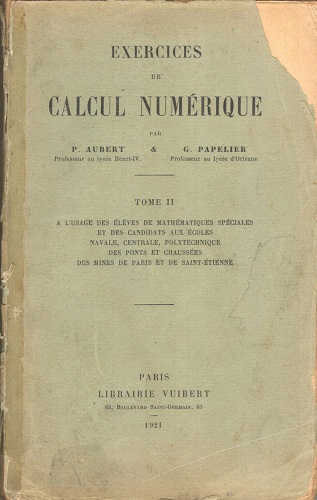 EXERCICES
DE
CALCUL NUMÉRIQUE
PAR
P. AUBERT & G. PAPELIER
Professeur au lycée Henri-IV. Professeur au lycée d'Orléans
TOME II
A L'USAGE DES ÉLÈVES DE MATHÉMATIQUES SPÉCIALES
ET DES CANDIDATS AUX ÉCOLES
NAVALE, CENTRALE, POLYTECHNIQUE
DES PONTS ET CHAUSSÉES
DES MINES DE PARIS ET DE SAINT-ÉTIENNE
PARIS
LIBRAIRIE VUIBERT
63, BOULEVARD SAINT-GERMAIN, 63
1921